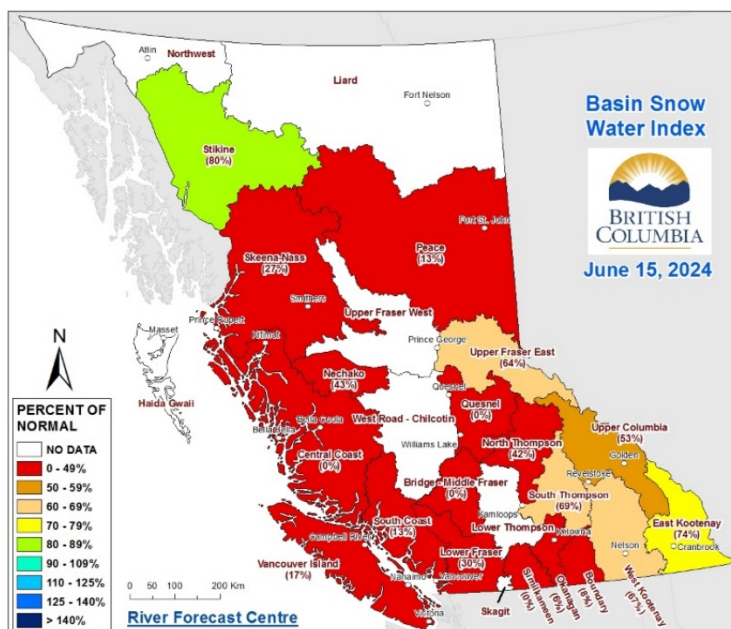 Atlin
Northwest
Liard
Fort Nelson
Basin Snow
Water Index
BRITISH
COLUMBIA
June 15, 2024
Stikine
(80%)
Fort St. John
Peace
(13%)
Skeena-Nass
(27%)
Smithers
Upper Fraser West
Prince Rupert
Kitimat
Masset
N
Prince George
Upper Fraser East
(64%)
Nechako
(43%)
Quesnel
Quesnel
(0%)
Haida Gwaii
Bella Coola
Bella Bella
West Road - Chilcotin
Williams Lake
North Thompson
(42%)
Upper Columbia
(53%)
Golden
Revelstoke
Central Coast
(0%)
Bridge - Middle Fraser
(0%)
South Thompson
(69%)
Kamloops
East Kootenay
(74%)
Cranbrook
South Coast
(13%)
Campbell River
Lower Thompson
Kelowna
Nelson
Vancouver Island
(17%)
Lower Fraser
(30%)
Nanaimo
Vancouver
Victoria
Skagit
Similkameen
(0%)
Okanagan
(6%)
Boundary
(8%)
West Kootenay
(67%)
PERCENT OF
NORMAL
NO DATA
0 - 49%
50 - 59%
60 - 69%
70 - 79%
80 - 89%
90 - 109%
110 - 125%
125 - 140%
> 140%
0 50 100 200 Km
River Forecast Centre